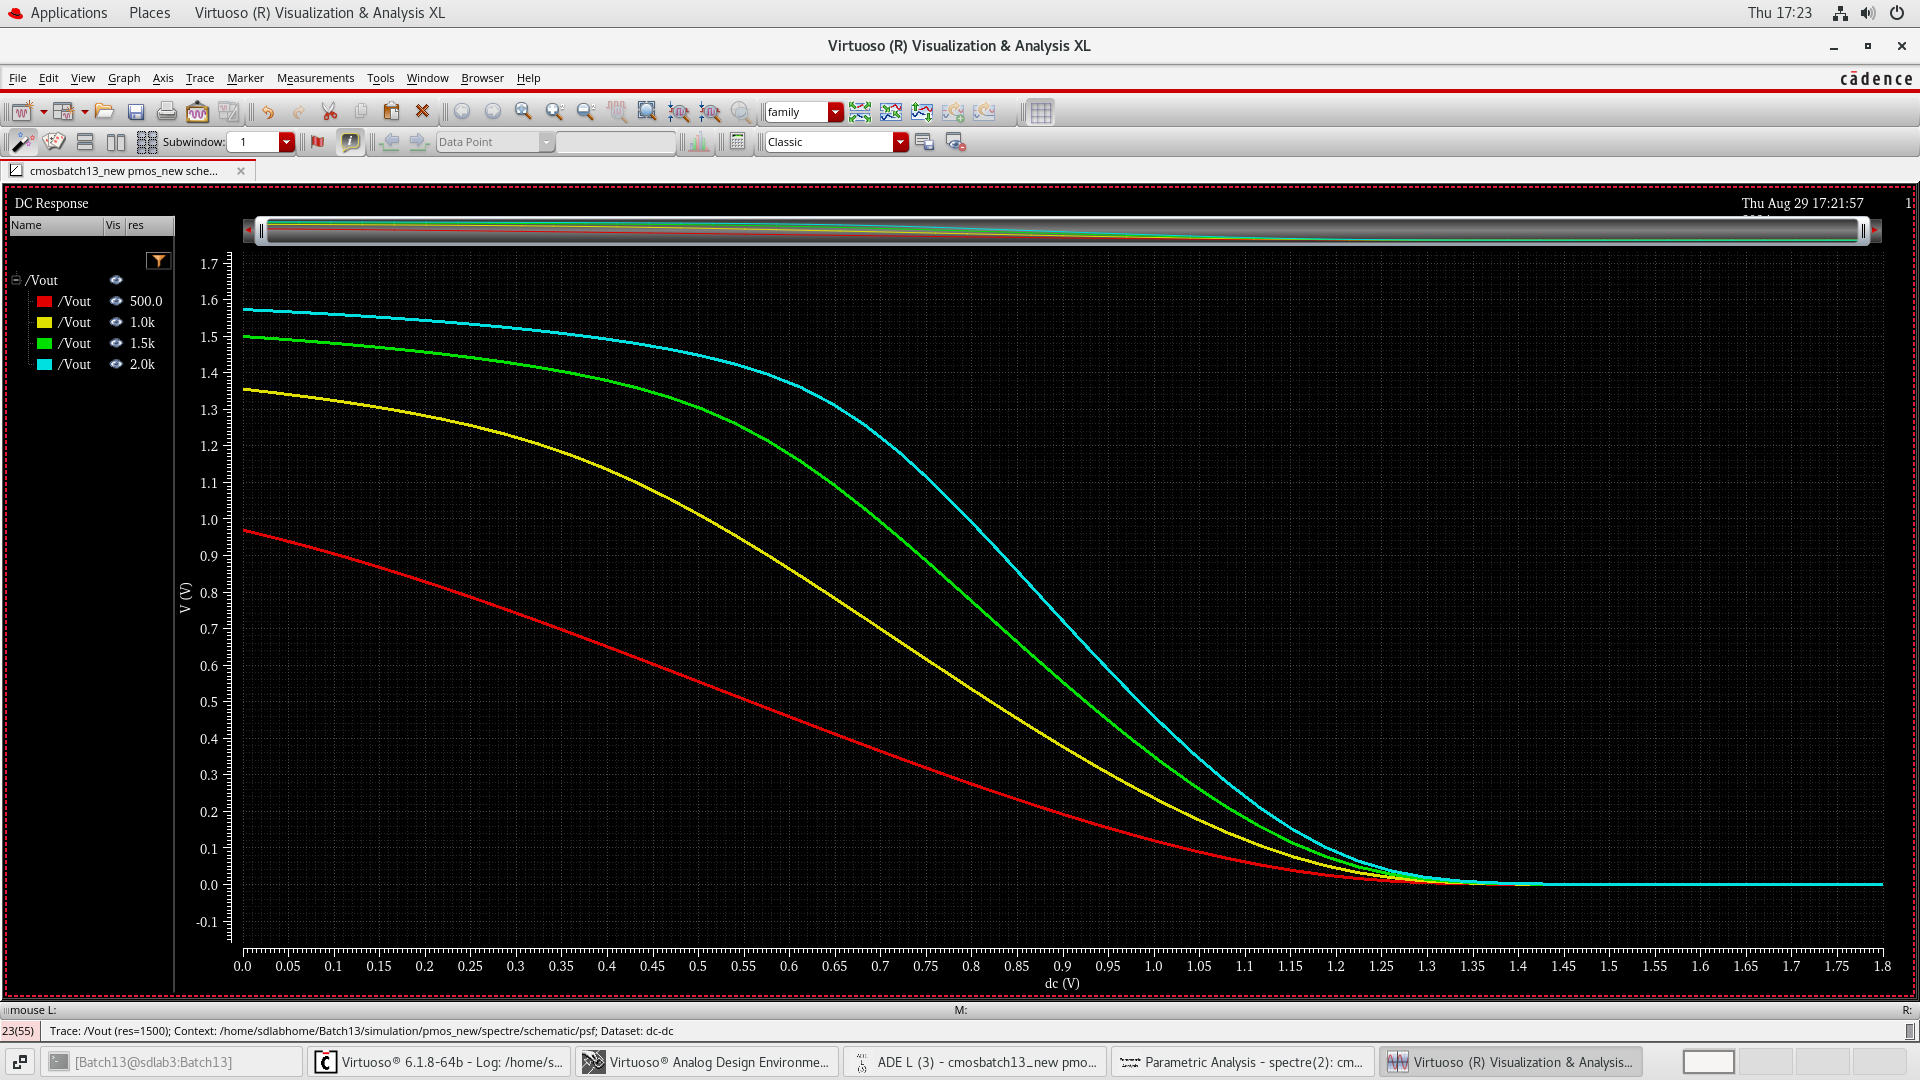 Applications Places Virtuoso (R) Visualization & Analysis XL Thu 17:23
Virtuoso (R) Visualization & Analysis XL
File Edit View Graph Axis Trace Marker Measurements Tools Options Window Browser Help cādence
family
Subwindow: 1 Data Point Classic
cmosbatch13_new pmos_new sche...
DC Response Thu Aug 29 17:21:57 1
Name Vis res
/Vout
/Vout 500.0
/Vout 1.0k
/Vout 1.5k
/Vout 2.0k
1.7
1.6
1.5
1.4
1.3
1.2
1.1
1.0
0.9
0.8
0.7
0.6
0.5
0.4
0.3
0.2
0.1
0.0
-0.1
V (V)
0.0 0.05 0.1 0.15 0.2 0.25 0.3 0.35 0.4 0.45 0.5 0.55 0.6 0.65 0.7 0.75 0.8 0.85 0.9 0.95 1.0 1.05 1.1 1.15 1.2 1.25 1.3 1.35 1.4 1.45 1.5 1.55 1.6 1.65 1.7 1.75 1.8
dc (V)
mouse L: M: R:
23(55) Trace: /Vout (res=1500); Context: /home/sdlabhome/Batch13/simulation/pmos_new/spectre/schematic/psf; Dataset: dc-dc
[Batch13@sdlab3:Batch13] Virtuoso® 6.1.8-64b - Log: /home/s... Virtuoso® Analog Design Environme... ADE L (3) - cmosbatch13_new pmo... Parametric Analysis - spectre(2): cm... Virtuoso (R) Visualization & Analysis...